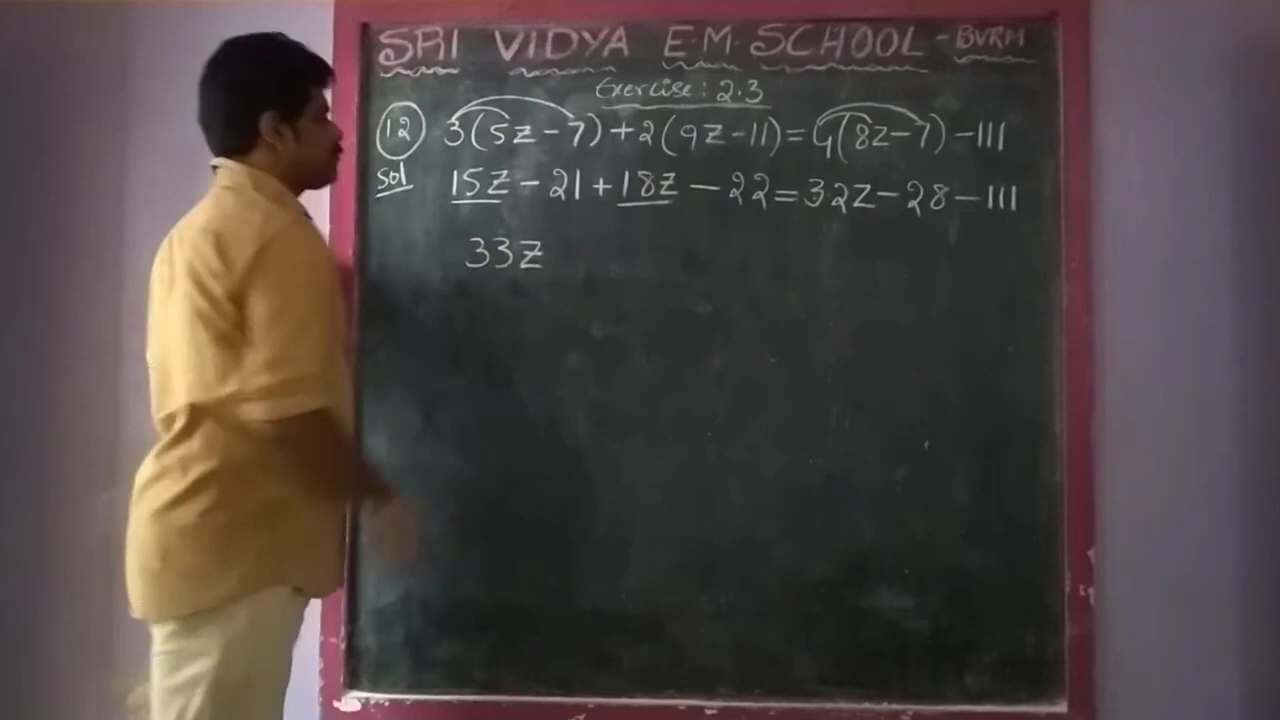 SRI VIDYA E.M. SCHOOL - BVRM
Exercise: 2.3
12 3(5z-7)+2(9z-11)=4(8z-7)-111
Sol 15z-21+18z-22=32z-28-111
33z